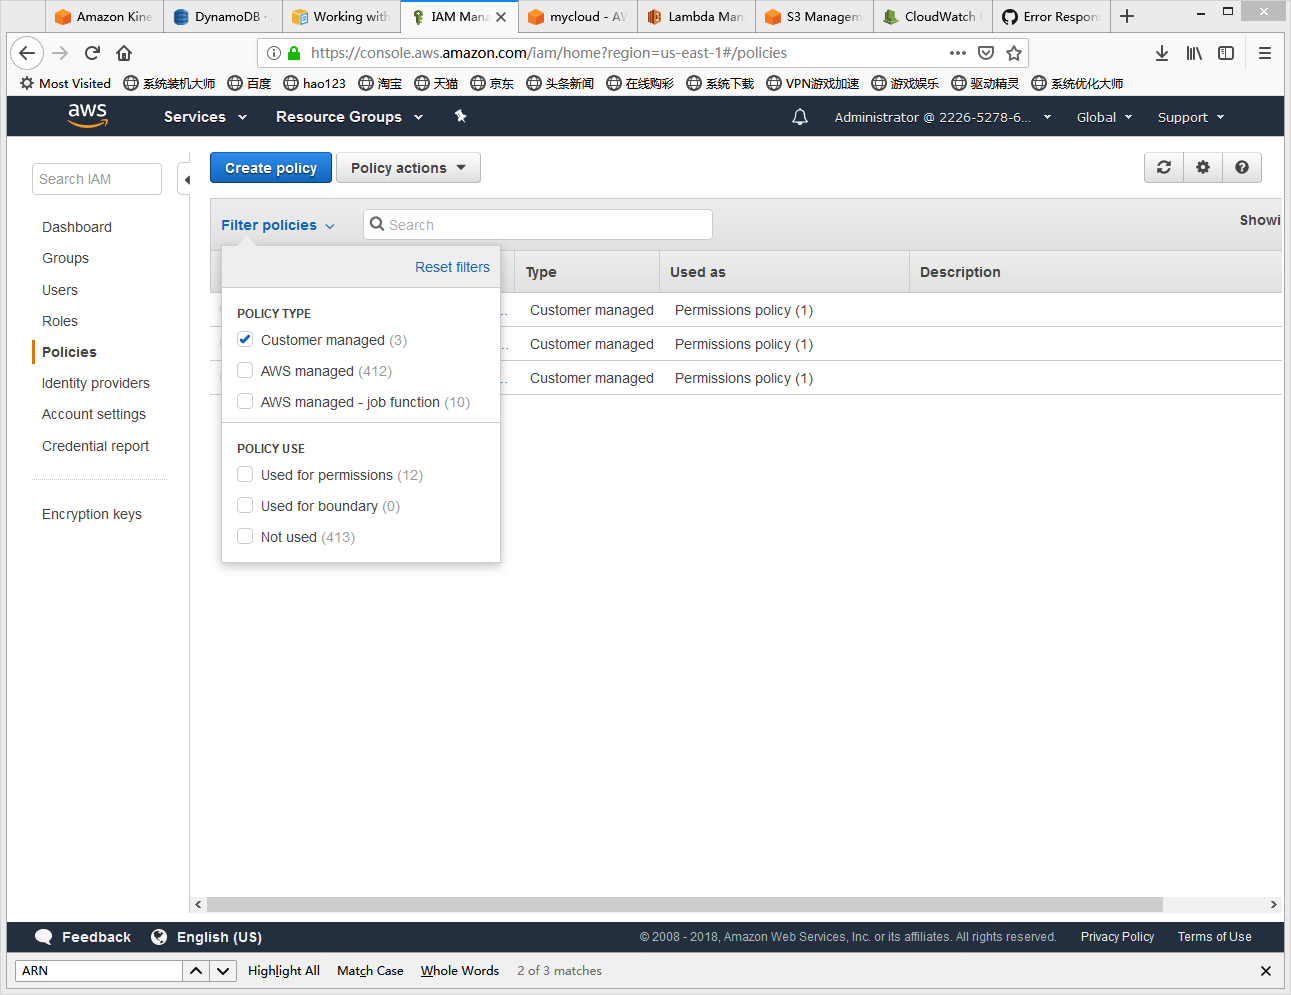 Amazon Kine
DynamoDB ·
Working with
IAM Mana
mycloud - AV
Lambda Man
S3 Managem
CloudWatch
Error Respon
https://console.aws.amazon.com/iam/home?region=us-east-1#/policies
Most Visited
系统装机大师
百度
hao123
淘宝
天猫
京东
头条新闻
在线购彩
系统下载
VPN游戏加速
游戏娱乐
驱动精灵
系统优化大师
aws
Services
Resource Groups
Administrator @ 2226-5278-6...
Global
Support
Search IAM
Dashboard
Groups
Users
Roles
Policies
Identity providers
Account settings
Credential report
Encryption keys
Create policy
Policy actions
Filter policies
Search
Showi
Reset filters
POLICY TYPE
Customer managed (3)
AWS managed (412)
AWS managed - job function (10)
POLICY USE
Used for permissions (12)
Used for boundary (0)
Not used (413)
Type
Used as
Description
Customer managed
Permissions policy (1)
Customer managed
Permissions policy (1)
Customer managed
Permissions policy (1)
Feedback
English (US)
© 2008 - 2018, Amazon Web Services, Inc. or its affiliates. All rights reserved.
Privacy Policy
Terms of Use
ARN
Highlight All
Match Case
Whole Words
2 of 3 matches